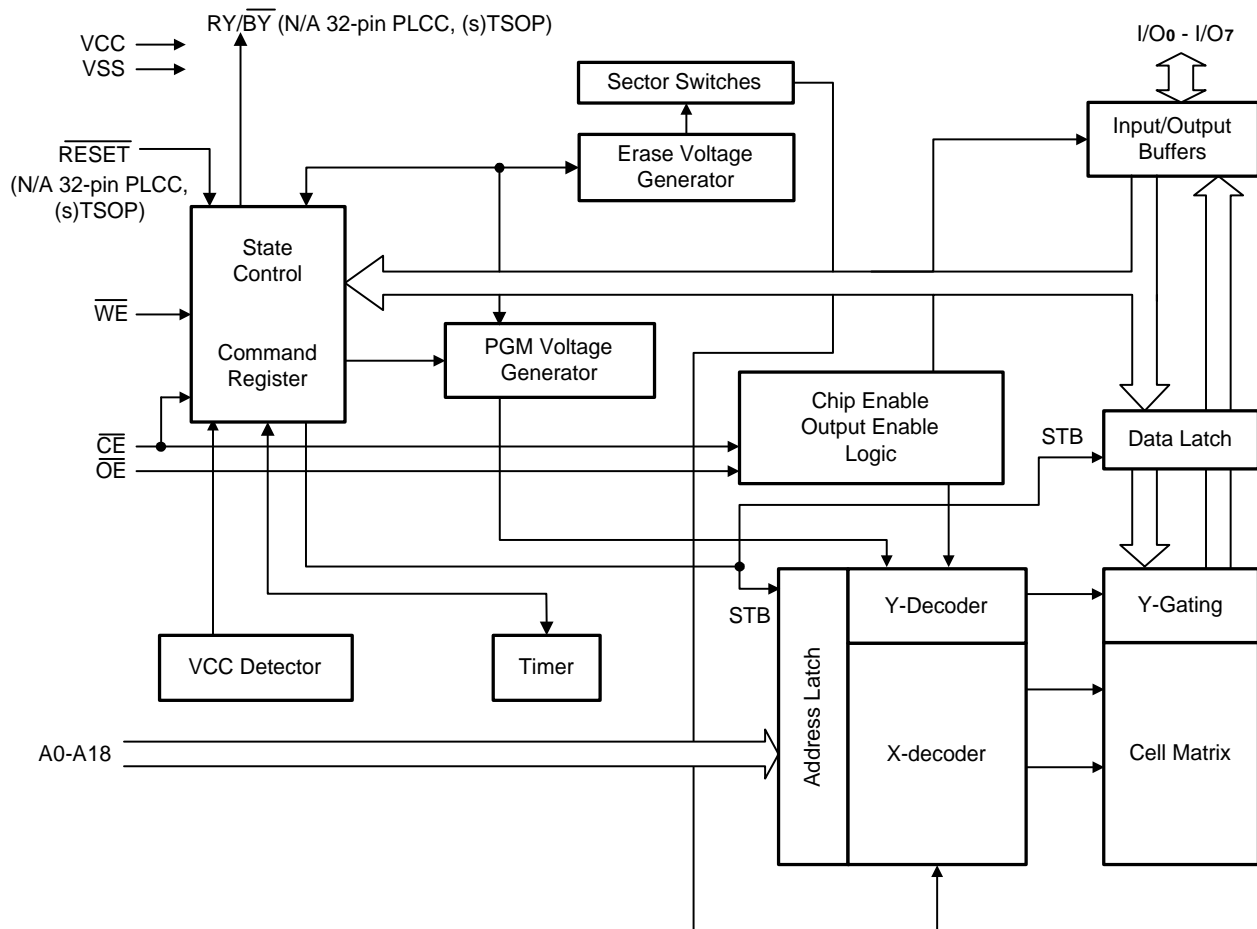 RY/BY (N/A 32-pin PLCC, (s)TSOP)
VCC
VSS
I/O0 - I/O7
Sector Switches
Input/Output
Buffers
RESET
(N/A 32-pin PLCC,
(s)TSOP)
Erase Voltage
Generator
State
Control
WE
Command
Register
PGM Voltage
Generator
Chip Enable
Output Enable
Logic
CE
OE
STB
Data Latch
STB
Address Latch
Y-Decoder
Y-Gating
VCC Detector
Timer
A0-A18
X-decoder
Cell Matrix